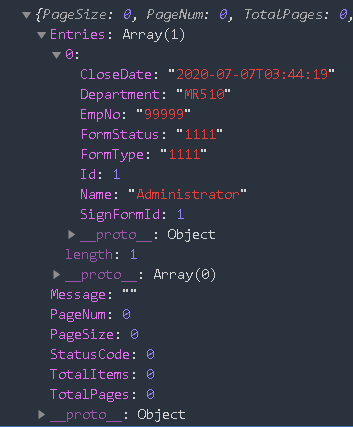 {PageSize: 0, PageNum: 0, TotalPages: 0,
Entries: Array(1)
0:
CloseDate: "2020-07-07T03:44:19"
Department: "MR510"
EmpNo: "99999"
FormStatus: "1111"
FormType: "1111"
Id: 1
Name: "Administrator"
SignFormId: 1
__proto__: Object
length: 1
__proto__: Array(0)
Message: ""
PageNum: 0
PageSize: 0
StatusCode: 0
TotalItems: 0
TotalPages: 0
__proto__: Object